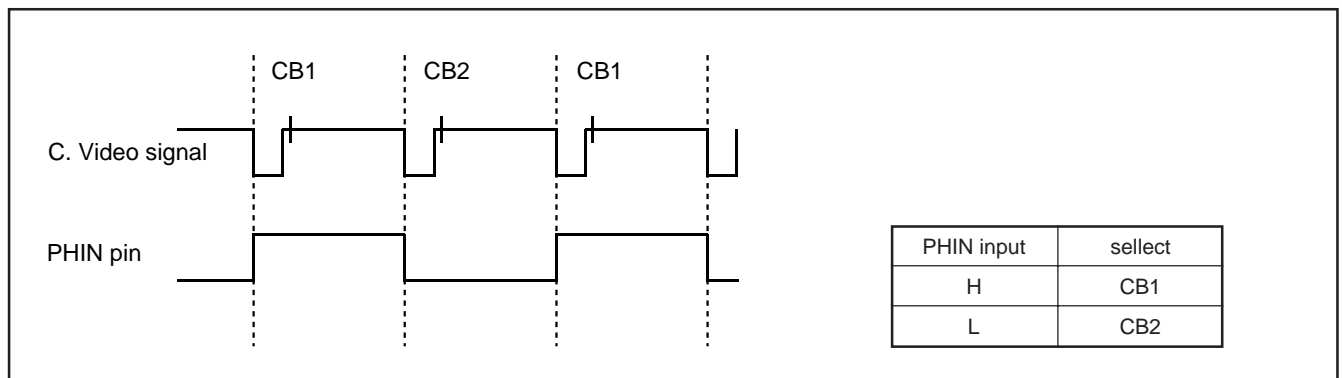 CB1 CB2 CB1
C. Video signal
PHIN pin
PHIN input sellect
H CB1
L CB2